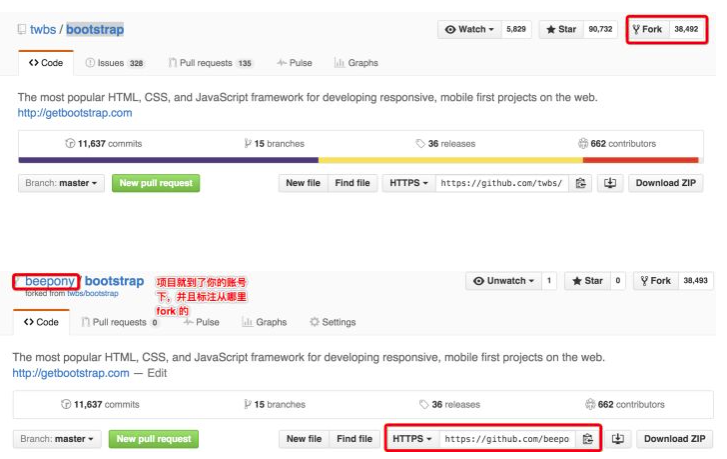 twbs / bootstrap Watch 5,829 Star 90,732 Fork 38,492
Code Issues 328 Pull requests 135 Pulse Graphs
The most popular HTML, CSS, and JavaScript framework for developing responsive, mobile first projects on the web.
http://getbootstrap.com
11,637 commits 15 branches 36 releases 662 contributors
Branch: master New pull request New file Find file HTTPS https://github.com/twbs/ Download ZIP
beepony / bootstrap Unwatch 1 Star 0 Fork 38,493
forked from twbs/bootstrap
项目就到了你的账号
下，并且标注从哪里
fork 的
Code Pull requests 0 Pulse Graphs Settings
The most popular HTML, CSS, and JavaScript framework for developing responsive, mobile first projects on the web.
http://getbootstrap.com — Edit
11,637 commits 15 branches 36 releases 662 contributors
Branch: master New pull request New file Find file HTTPS https://github.com/beepo Download ZIP